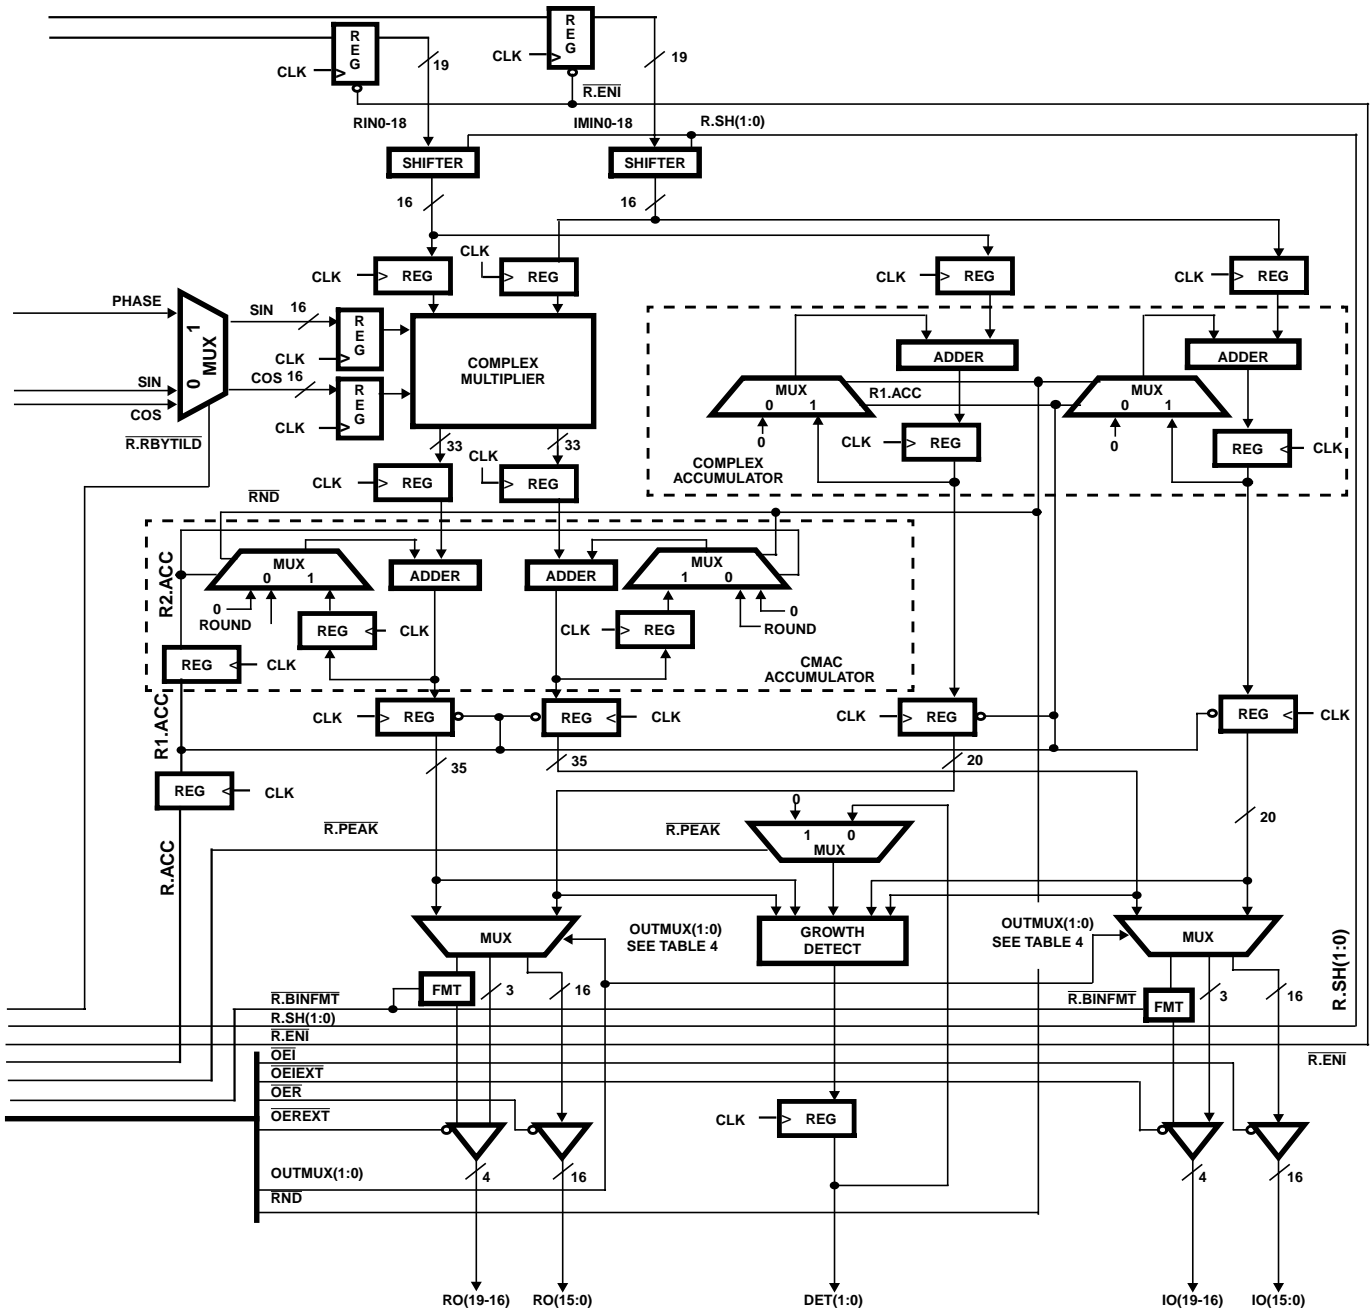 R
E
G
CLK
19
R
E
G
CLK
19
R.ENI
RIN0-18
IMIN0-18
R.SH(1:0)
SHIFTER
SHIFTER
16
16
CLK
REG
CLK
REG
CLK
REG
CLK
REG
PHASE
SIN
COS
0 MUX 1
R.RBYTILD
SIN 16
COS 16
R
E
G
CLK
R
E
G
CLK
COMPLEX
MULTIPLIER
33
33
ADDER
MUX
0 1
0
R1.ACC
CLK
REG
COMPLEX
ACCUMULATOR
ADDER
MUX
0 1
0
REG
CLK
RND
CLK
REG
CLK
REG
R2.ACC
MUX
0 1
0
ROUND
ADDER
ADDER
MUX
1 0
0
ROUND
REG
CLK
CLK
REG
REG
CLK
CMAC
ACCUMULATOR
R1.ACC
CLK
REG
REG
CLK
CLK
REG
REG
CLK
35
35
20
20
REG
CLK
R.ACC
R.PEAK
R.PEAK
0
1 0
MUX
MUX
OUTMUX(1:0)
SEE TABLE 4
GROWTH
DETECT
OUTMUX(1:0)
SEE TABLE 4
MUX
R.SH(1:0)
FMT
3
16
R.BINFMT
FMT
3
16
R.BINFMT
R.SH(1:0)
R.ENI
OEI
OEIEXT
OER
OEREXT
R.ENI
CLK
REG
OUTMUX(1:0)
RND
4
16
4
16
RO(19-16)
RO(15:0)
DET(1:0)
IO(19-16)
IO(15:0)